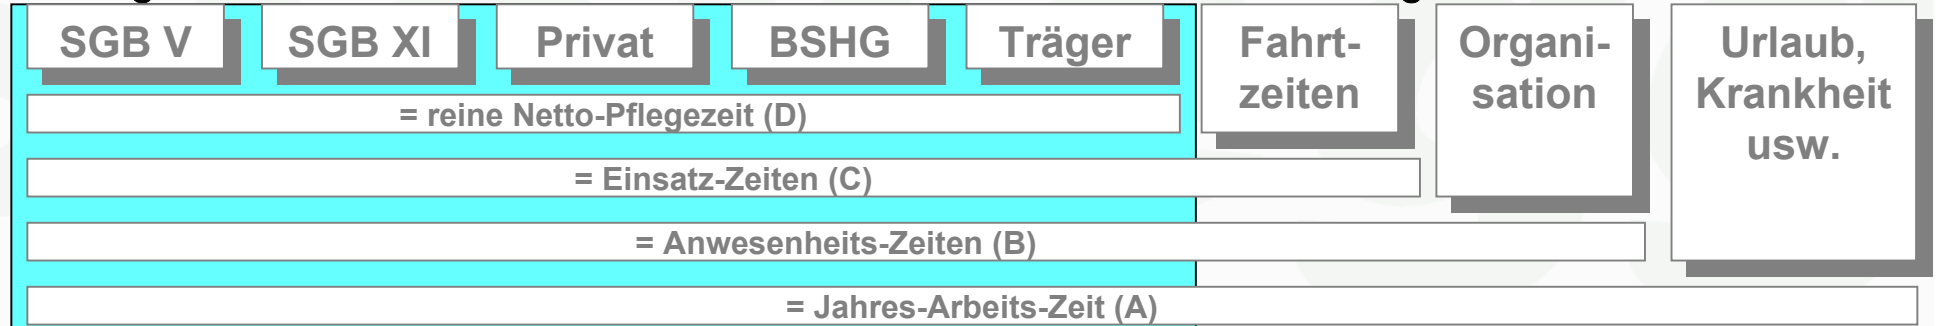 SGB V
SGB XI
Privat
BSHG
Träger
Fahrt-
zeiten
Organi-
sation
Urlaub,
Krankheit
usw.
= reine Netto-Pflegezeit (D)
= Einsatz-Zeiten (C)
= Anwesenheits-Zeiten (B)
= Jahres-Arbeits-Zeit (A)